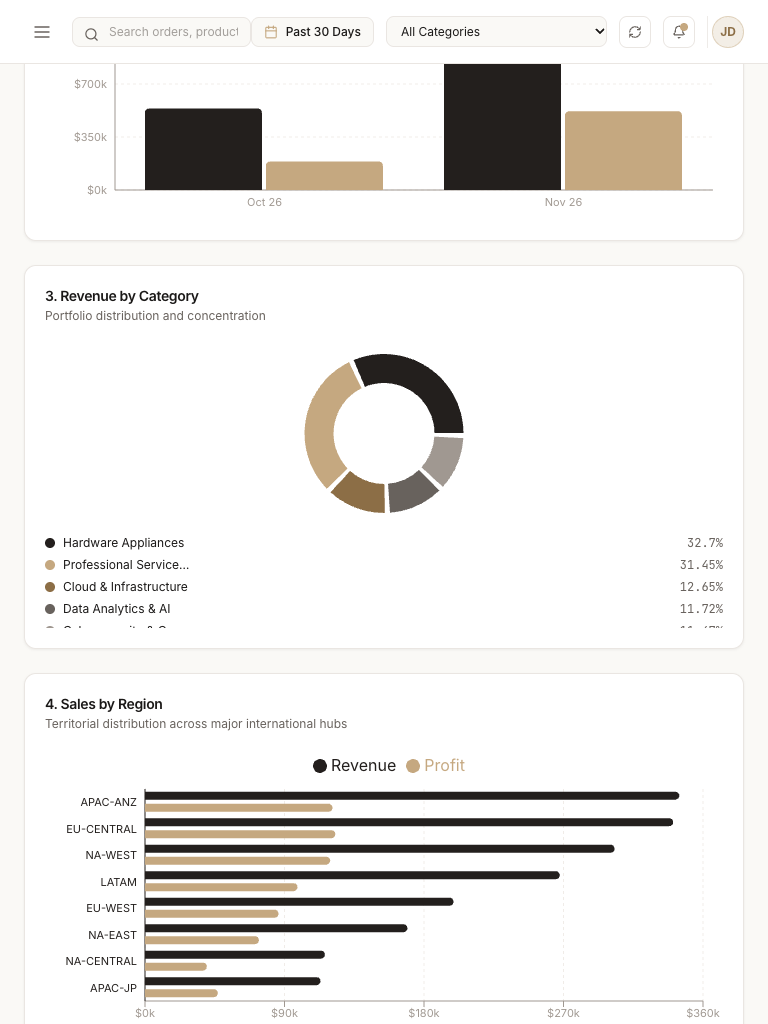 Search orders, product
Past 30 Days
All Categories
JD
$700k
$350k
$0k
Oct 26
Nov 26
3. Revenue by Category
Portfolio distribution and concentration
Hardware Appliances 32.7%
Professional Service... 31.45%
Cloud & Infrastructure 12.65%
Data Analytics & AI 11.72%
4. Sales by Region
Territorial distribution across major international hubs
Revenue Profit
APAC-ANZ
EU-CENTRAL
NA-WEST
LATAM
EU-WEST
NA-EAST
NA-CENTRAL
APAC-JP
$0k $90k $180k $270k $360k